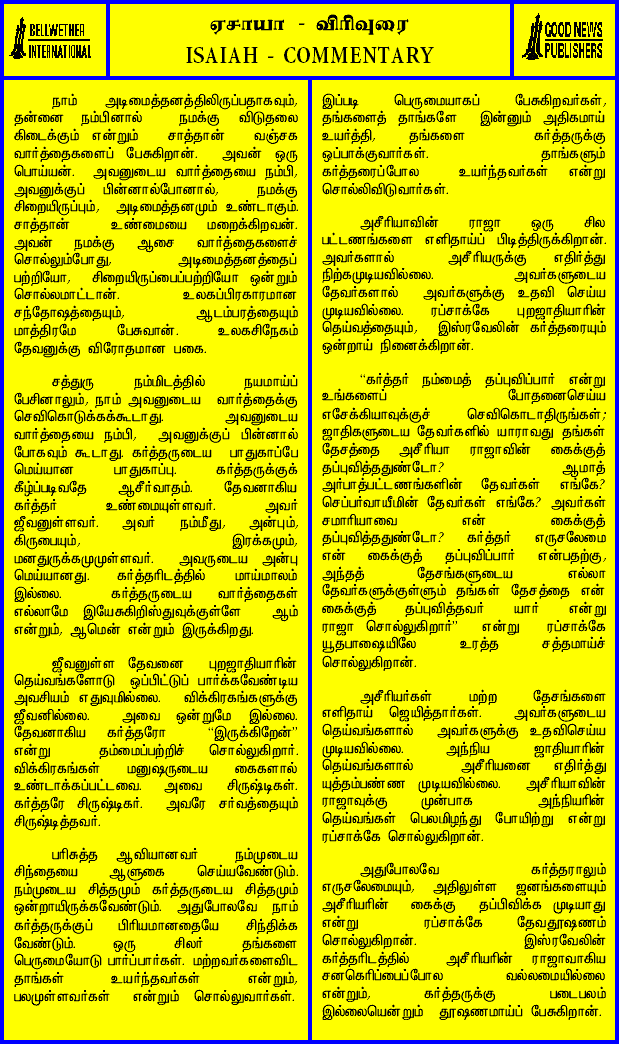 BELLWETHER
INTERNATIONAL
ஏசாயா - விரிவுரை
ISAIAH - COMMENTARY
GOOD NEWS
PUBLISHERS
நாம் அடிமைத்தனத்திலிருப்பதாகவும்,
தன்னை நம்பினால் நமக்கு விடுதலை
கிடைக்கும் என்றும் சாத்தான் வஞ்சக
வார்த்தைகளைப் பேசுகிறான். அவன் ஒரு
பொய்யன். அவனுடைய வார்த்தையை நம்பி,
அவனுக்குப் பின்னால்போனால், நமக்கு
சிறையிருப்பும், அடிமைத்தனமும் உண்டாகும்.
சாத்தான் உண்மையை மறைக்கிறவன்.
அவன் நமக்கு ஆசை வார்த்தைகளைச்
சொல்லும்போது, அடிமைத்தனத்தைப்
பற்றியோ, சிறையிருப்பைப்பற்றியோ ஒன்றும்
சொல்லமாட்டான். உலகப்பிரகாரமான
சந்தோஷத்தையும், ஆடம்பரத்தையும்
மாத்திரமே பேசுவான். உலகசிநேகம்
தேவனுக்கு விரோதமான பகை.
சத்துரு நம்மிடத்தில் நயமாய்ப்
பேசினாலும், நாம் அவனுடைய வார்த்தைக்கு
செவிகொடுக்கக்கூடாது. அவனுடைய
வார்த்தையை நம்பி, அவனுக்குப் பின்னால்
போகவும் கூடாது. கர்த்தருடைய பாதுகாப்பே
மெய்யான பாதுகாப்பு. கர்த்தருக்குக்
கீழ்ப்படிவதே ஆசீர்வாதம். தேவனாகிய
கர்த்தர் உண்மையுள்ளவர். அவர்
ஜீவனுள்ளவர். அவர் நம்மீது, அன்பும்,
கிருபையும், இரக்கமும்,
மனதுருக்கமுமுள்ளவர். அவருடைய அன்பு
மெய்யானது. கர்த்தரிடத்தில் மாய்மாலம்
இல்லை. கர்த்தருடைய வார்த்தைகள்
எல்லாமே இயேசுகிறிஸ்துவுக்குள்ளே ஆம்
என்றும், ஆமென் என்றும் இருக்கிறது.
ஜீவனுள்ள தேவனை புறஜாதியாரின்
தெய்வங்களோடு ஒப்பிட்டுப் பார்க்கவேண்டிய
அவசியம் எதுவுமில்லை. விக்கிரகங்களுக்கு
ஜீவனில்லை. அவை ஒன்றுமே இல்லை.
தேவனாகிய கர்த்தரோ “இருக்கிறேன்”
என்று தம்மைப்பற்றிச் சொல்லுகிறார்.
விக்கிரகங்கள் மனுஷருடைய கைகளால்
உண்டாக்கப்பட்டவை. அவை சிருஷ்டிகள்.
கர்த்தரே சிருஷ்டிகர். அவரே சர்வத்தையும்
சிருஷ்டித்தவர்.
பரிசுத்த ஆவியானவர் நம்முடைய
சிந்தையை ஆளுகை செய்யவேண்டும்.
நம்முடைய சித்தமும் கர்த்தருடைய சித்தமும்
ஒன்றாயிருக்கவேண்டும். அதுபோலவே நாம்
கர்த்தருக்குப் பிரியமானதையே சிந்திக்க
வேண்டும். ஒரு சிலர் தங்களை
பெருமையோடு பார்ப்பார்கள். மற்றவர்களைவிட
தாங்கள் உயர்ந்தவர்கள் என்றும்,
பலமுள்ளவர்கள் என்றும் சொல்லுவார்கள்.
இப்படி பெருமையாகப் பேசுகிறவர்கள்,
தங்களைத் தாங்களே இன்னும் அதிகமாய்
உயர்த்தி, தங்களை கர்த்தருக்கு
ஒப்பாக்குவார்கள். தாங்களும்
கர்த்தரைப்போல உயர்ந்தவர்கள் என்று
சொல்லிவிடுவார்கள்.
அசீரியாவின் ராஜா ஒரு சில
பட்டணங்களை எளிதாய்ப் பிடித்திருக்கிறான்.
அவர்களால் அசீரியருக்கு எதிர்த்து
நிற்கமுடியவில்லை. அவர்களுடைய
தேவர்களால் அவர்களுக்கு உதவி செய்ய
முடியவில்லை. ரப்சாக்கே புறஜாதியாரின்
தெய்வத்தையும், இஸ்ரவேலின் கர்த்தரையும்
ஒன்றாய் நினைக்கிறான்.
“கர்த்தர் நம்மைத் தப்புவிப்பார் என்று
உங்களைப் போதனைசெய்ய
எசேக்கியாவுக்குச் செவிகொடாதிருங்கள்;
ஜாதிகளுடைய தேவர்களில் யாராவது தங்கள்
தேசத்தை அசீரியா ராஜாவின் கைக்குத்
தப்புவித்ததுண்டோ? ஆமாத்
அர்பாத்பட்டணங்களின் தேவர்கள் எங்கே?
செப்பர்வாயீமின் தேவர்கள் எங்கே? அவர்கள்
சமாரியாவை என் கைக்குத்
தப்புவித்ததுண்டோ? கர்த்தர் எருசலேமை
என் கைக்குத் தப்புவிப்பார் என்பதற்கு,
அந்தத் தேசங்களுடைய எல்லா
தேவர்களுக்குள்ளும் தங்கள் தேசத்தை என்
கைக்குத் தப்புவித்தவர் யார் என்று
ராஜா சொல்லுகிறார்” என்று ரப்சாக்கே
யூதபாஷையிலே உரத்த சத்தமாய்ச்
சொல்லுகிறான்.
அசீரியர்கள் மற்ற தேசங்களை
எளிதாய் ஜெயித்தார்கள். அவர்களுடைய
தெய்வங்களால் அவர்களுக்கு உதவிசெய்ய
முடியவில்லை. அந்நிய ஜாதியாரின்
தெய்வங்களால் அசீரியனை எதிர்த்து
யுத்தம்பண்ண முடியவில்லை. அசீரியாவின்
ராஜாவுக்கு முன்பாக அந்நியரின்
தெய்வங்கள் பெலமிழந்து போயிற்று என்று
ரப்சாக்கே சொல்லுகிறான்.
அதுபோலவே கர்த்தராலும்
எருசலேமையும், அதிலுள்ள ஜனங்களையும்
அசீரியரின் கைக்கு தப்பிவிக்க முடியாது
என்று ரப்சாக்கே தேவதூஷணம்
சொல்லுகிறான். இஸ்ரவேலின்
கர்த்தரிடத்தில் அசீரியரின் ராஜாவாகிய
சனகெரிப்பைப்போல வல்லமையில்லை
என்றும், கர்த்தருக்கு படைபலம்
இல்லையென்றும் தூஷணமாய்ப் பேசுகிறான்.